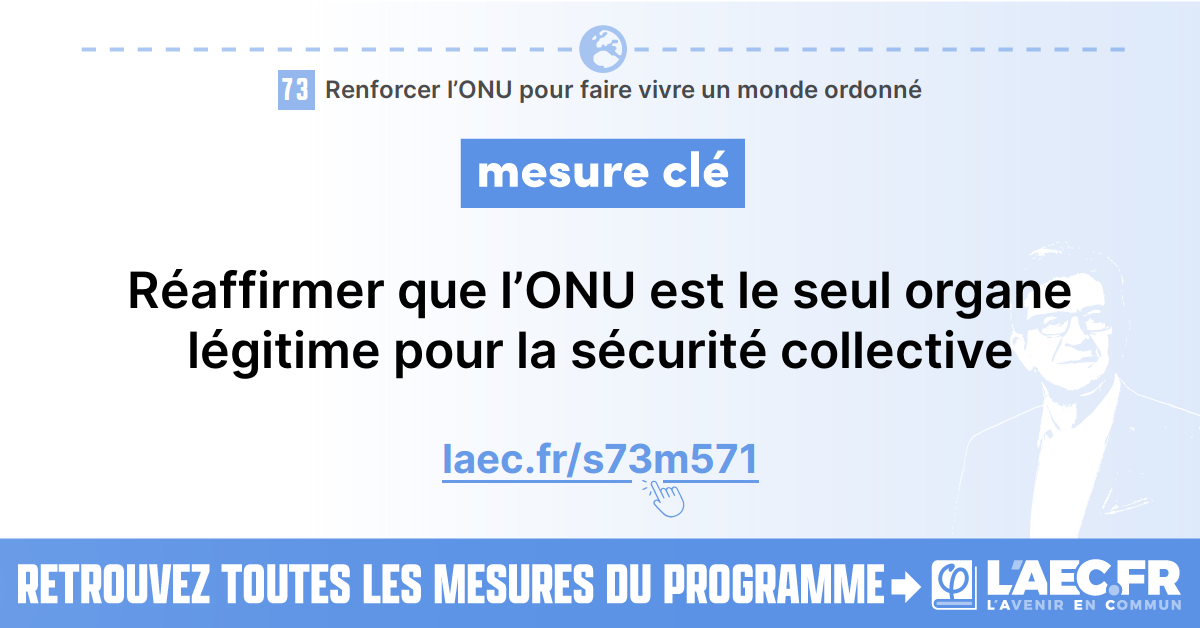 73 Renforcer l’ONU pour faire vivre un monde ordonné
mesure clé
Réaffirmer que l’ONU est le seul organe
légitime pour la sécurité collective
laec.fr/s73m571
RETROUVEZ TOUTES LES MESURES DU PROGRAMME
L'AEC.FR
L'AVENIR EN COMMUN